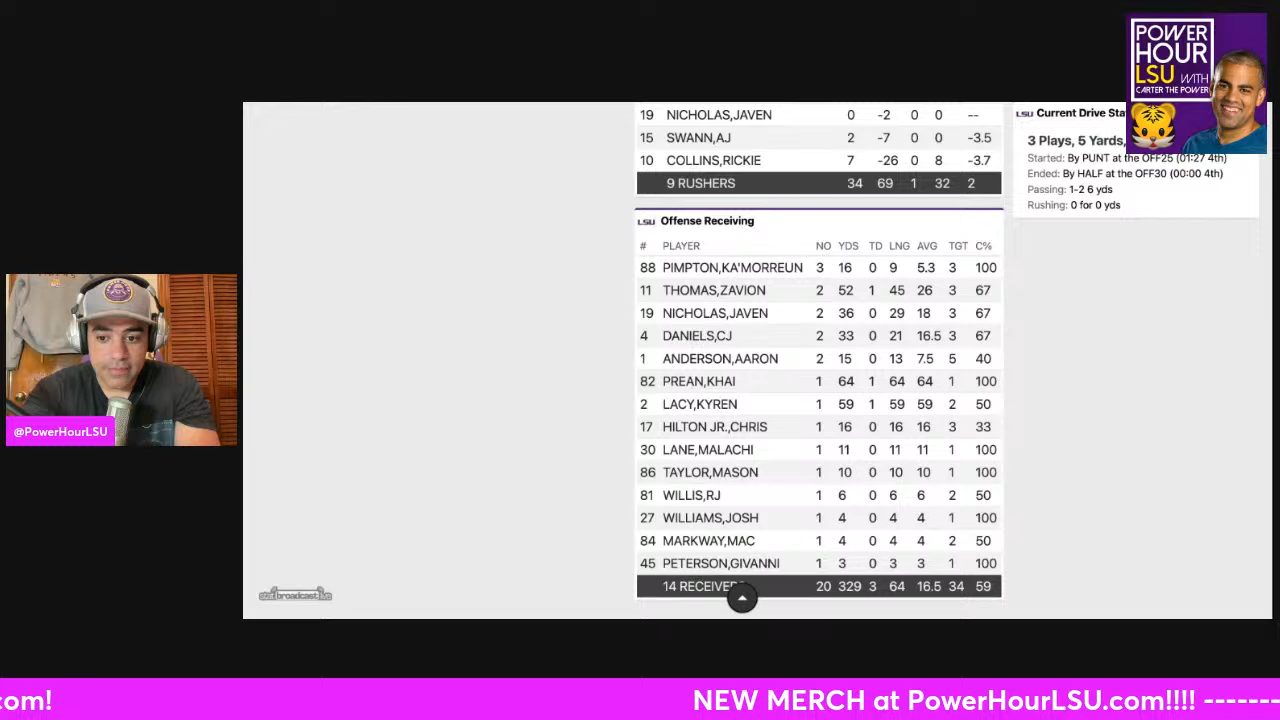 POWER
HOUR
LSU WITH
CARTER THE POWER
19 NICHOLAS,JAVEN 0 -2 0 0 --
15 SWANN,AJ 2 -7 0 0 -3.5
10 COLLINS,RICKIE 7 -26 0 8 -3.7
9 RUSHERS 34 69 1 32 2
LSU Offense Receiving
# PLAYER NO YDS TD LNG AVG TGT C%
88 PIMPTON,KA'MORREUN 3 16 0 9 5.3 3 100
11 THOMAS,ZAVION 2 52 1 45 26 3 67
19 NICHOLAS,JAVEN 2 36 0 29 18 3 67
4 DANIELS,CJ 2 33 0 21 16.5 3 67
1 ANDERSON,AARON 2 15 0 13 7.5 5 40
82 PREAN,KHAI 1 64 1 64 64 1 100
2 LACY,KYREN 1 59 1 59 59 2 50
17 HILTON JR.,CHRIS 1 16 0 16 16 3 33
30 LANE,MALACHI 1 11 0 11 11 1 100
86 TAYLOR,MASON 1 10 0 10 10 1 100
81 WILLIS,RJ 1 6 0 6 6 2 50
27 WILLIAMS,JOSH 1 4 0 4 4 1 100
84 MARKWAY,MAC 1 4 0 4 4 2 50
45 PETERSON,GIVANNI 1 3 0 3 3 1 100
14 RECEIVER 20 329 3 64 16.5 34 59
LSU Current Drive Sta
3 Plays, 5 Yards,
Started: By PUNT at the OFF25 (01:27 4th)
Ended: By HALF at the OFF30 (00:00 4th)
Passing: 1-2 6 yds
Rushing: 0 for 0 yds
@PowerHourLSU
statbroadcast
.com!
NEW MERCH at PowerHourLSU.com!!!! -------